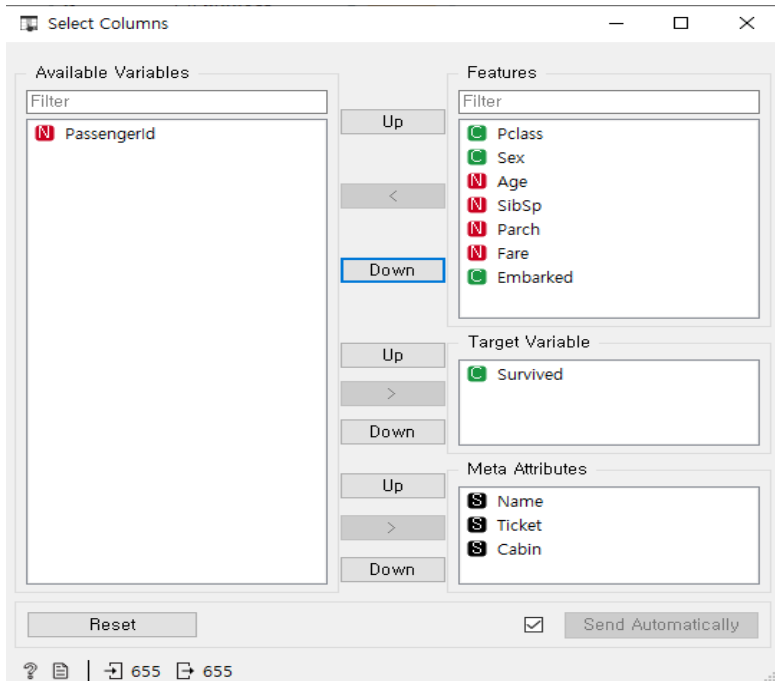 Select Columns
Available Variables
Filter
N PassengerId
Up
<
Down
Features
Filter
C Pclass
C Sex
N Age
N SibSp
N Parch
N Fare
C Embarked
Up
>
Down
Target Variable
C Survived
Up
>
Down
Meta Attributes
S Name
S Ticket
S Cabin
Reset
Send Automatically
? 655 655